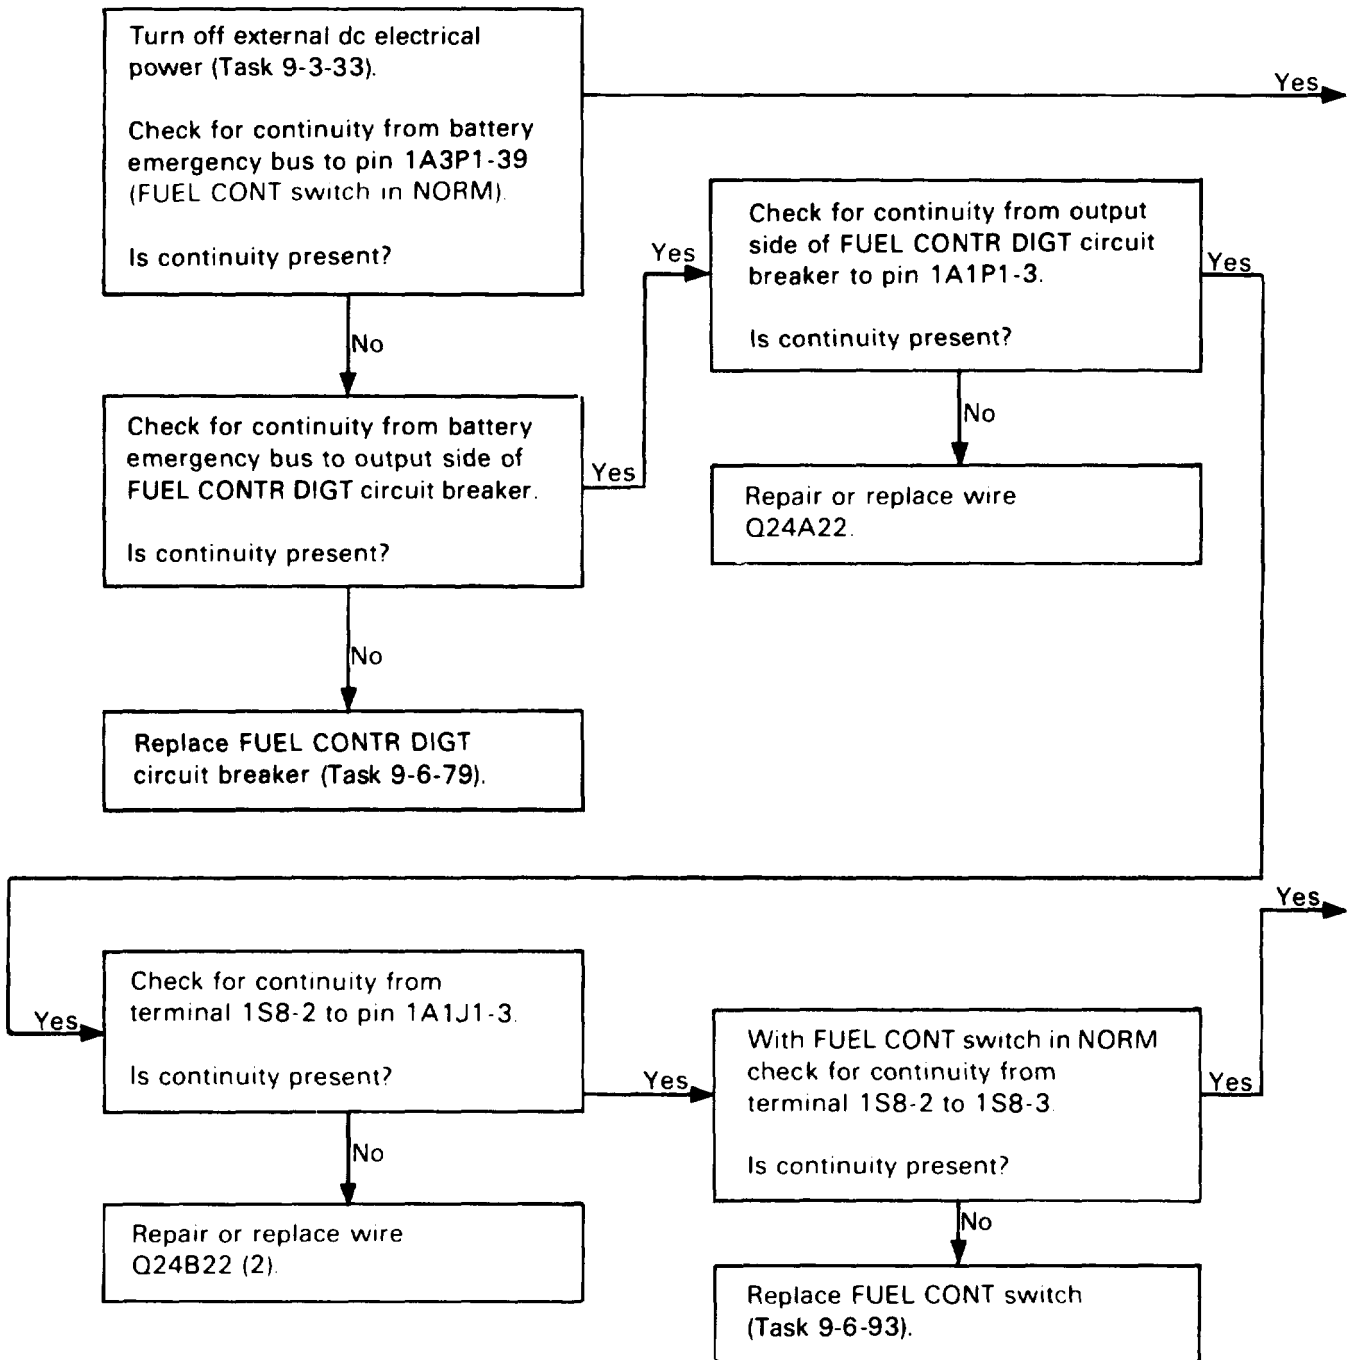 Turn off external dc electrical
power (Task 9-3-33).
Check for continuity from battery
emergency bus to pin 1A3P1-39
(FUEL CONT switch in NORM).
Is continuity present?
Yes
No
Check for continuity from battery
emergency bus to output side of
FUEL CONTR DIGT circuit breaker.
Is continuity present?
Yes
No
Replace FUEL CONTR DIGT
circuit breaker (Task 9-6-79).
Yes
Check for continuity from output
side of FUEL CONTR DIGT circuit
breaker to pin 1A1P1-3.
Is continuity present?
Yes
No
Repair or replace wire
Q24A22.
Yes
Check for continuity from
terminal 1S8-2 to pin 1A1J1-3.
Is continuity present?
Yes
No
Repair or replace wire
Q24B22 (2).
With FUEL CONT switch in NORM
check for continuity from
terminal 1S8-2 to 1S8-3.
Is continuity present?
Yes
Yes
No
Replace FUEL CONT switch
(Task 9-6-93).